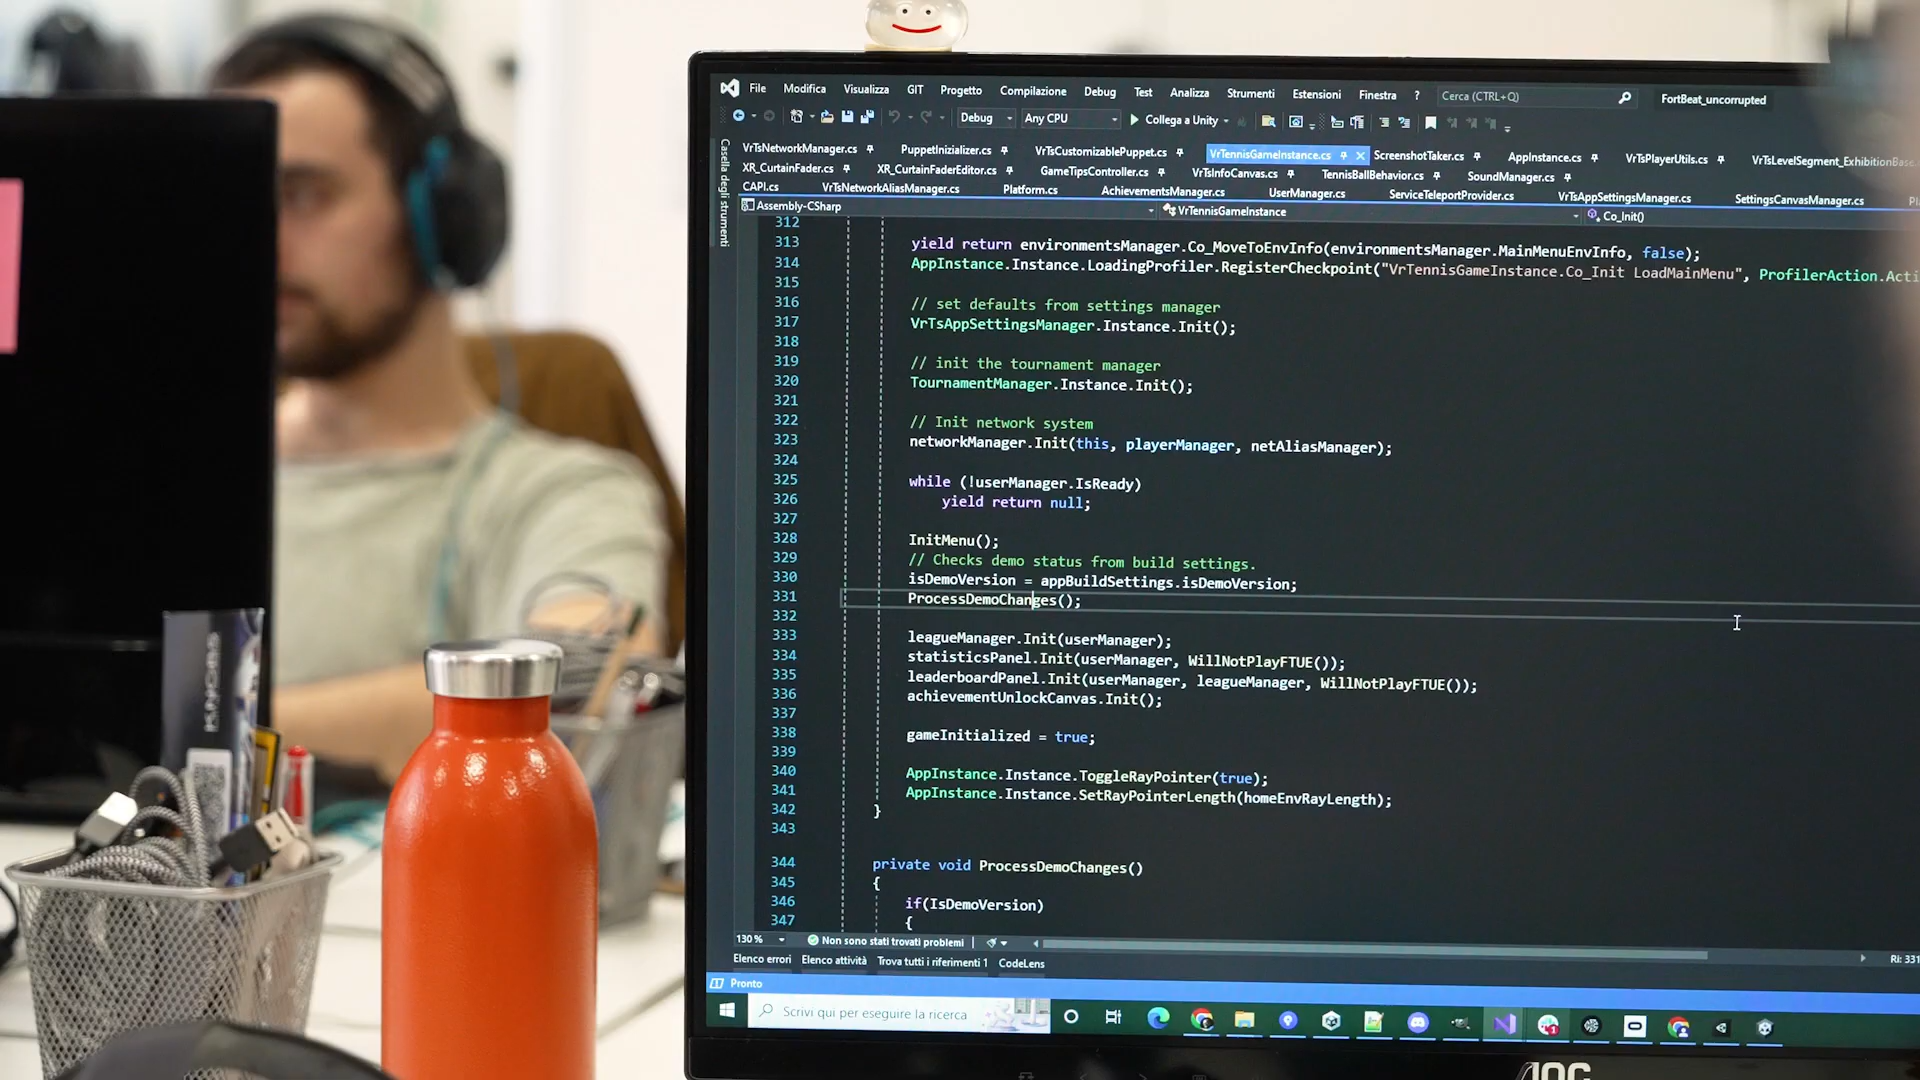 File Modifica Visualizza GIT Progetto Compilazione Debug Test Analizza Strumenti Estensioni Finestra ? Cerca (CTRL+Q) FortBeat_uncorrupted
Debug Any CPU Collega a Unity
VrTsNetworkManager.cs PuppetInizializer.cs VrTsCustomizablePuppet.cs VrTennisGameInstance.cs ScreenshotTaker.cs AppInstance.cs VrTsPlayerUtils.cs VrTsLevelSegment_ExhibitionBase
XR_CurtainFader.cs XR_CurtainFaderEditor.cs GameTipsController.cs VrTsInfoCanvas.cs TennisBallBehavior.cs SoundManager.cs
CAPI.cs VrTsNetworkAliasManager.cs Platform.cs AchievementsManager.cs UserManager.cs ServiceTeleportProvider.cs VrTsAppSettingsManager.cs SettingsCanvasManager.cs
Casella degli strumenti
Assembly-CSharp VrTennisGameInstance Co_Init()
312
313 yield return environmentsManager.Co_MoveToEnvInfo(environmentsManager.MainMenuEnvInfo, false);
314 AppInstance.Instance.LoadingProfiler.RegisterCheckpoint("VrTennisGameInstance.Co_Init LoadMainMenu", ProfilerAction.Acti
315
316 // set defaults from settings manager
317 VrTsAppSettingsManager.Instance.Init();
318
319 // init the tournament manager
320 TournamentManager.Instance.Init();
321
322 // Init network system
323 networkManager.Init(this, playerManager, netAliasManager);
324
325 while (!userManager.IsReady)
326 yield return null;
327
328 InitMenu();
329 // Checks demo status from build settings.
330 isDemoVersion = appBuildSettings.isDemoVersion;
331 ProcessDemoChanges();
332
333 leagueManager.Init(userManager);
334 statisticsPanel.Init(userManager, WillNotPlayFTUE());
335 leaderboardPanel.Init(userManager, leagueManager, WillNotPlayFTUE());
336 achievementUnlockCanvas.Init();
337
338 gameInitialized = true;
339
340 AppInstance.Instance.ToggleRayPointer(true);
341 AppInstance.Instance.SetRayPointerLength(homeEnvRayLength);
342 }
343
344 private void ProcessDemoChanges()
345 {
346 if(IsDemoVersion)
347 {
130 % Non sono stati trovati problemi Ri: 331
Elenco errori Elenco attività Trova tutti i riferimenti 1 CodeLens
Pronto
Scrivi qui per eseguire la ricerca
AOC